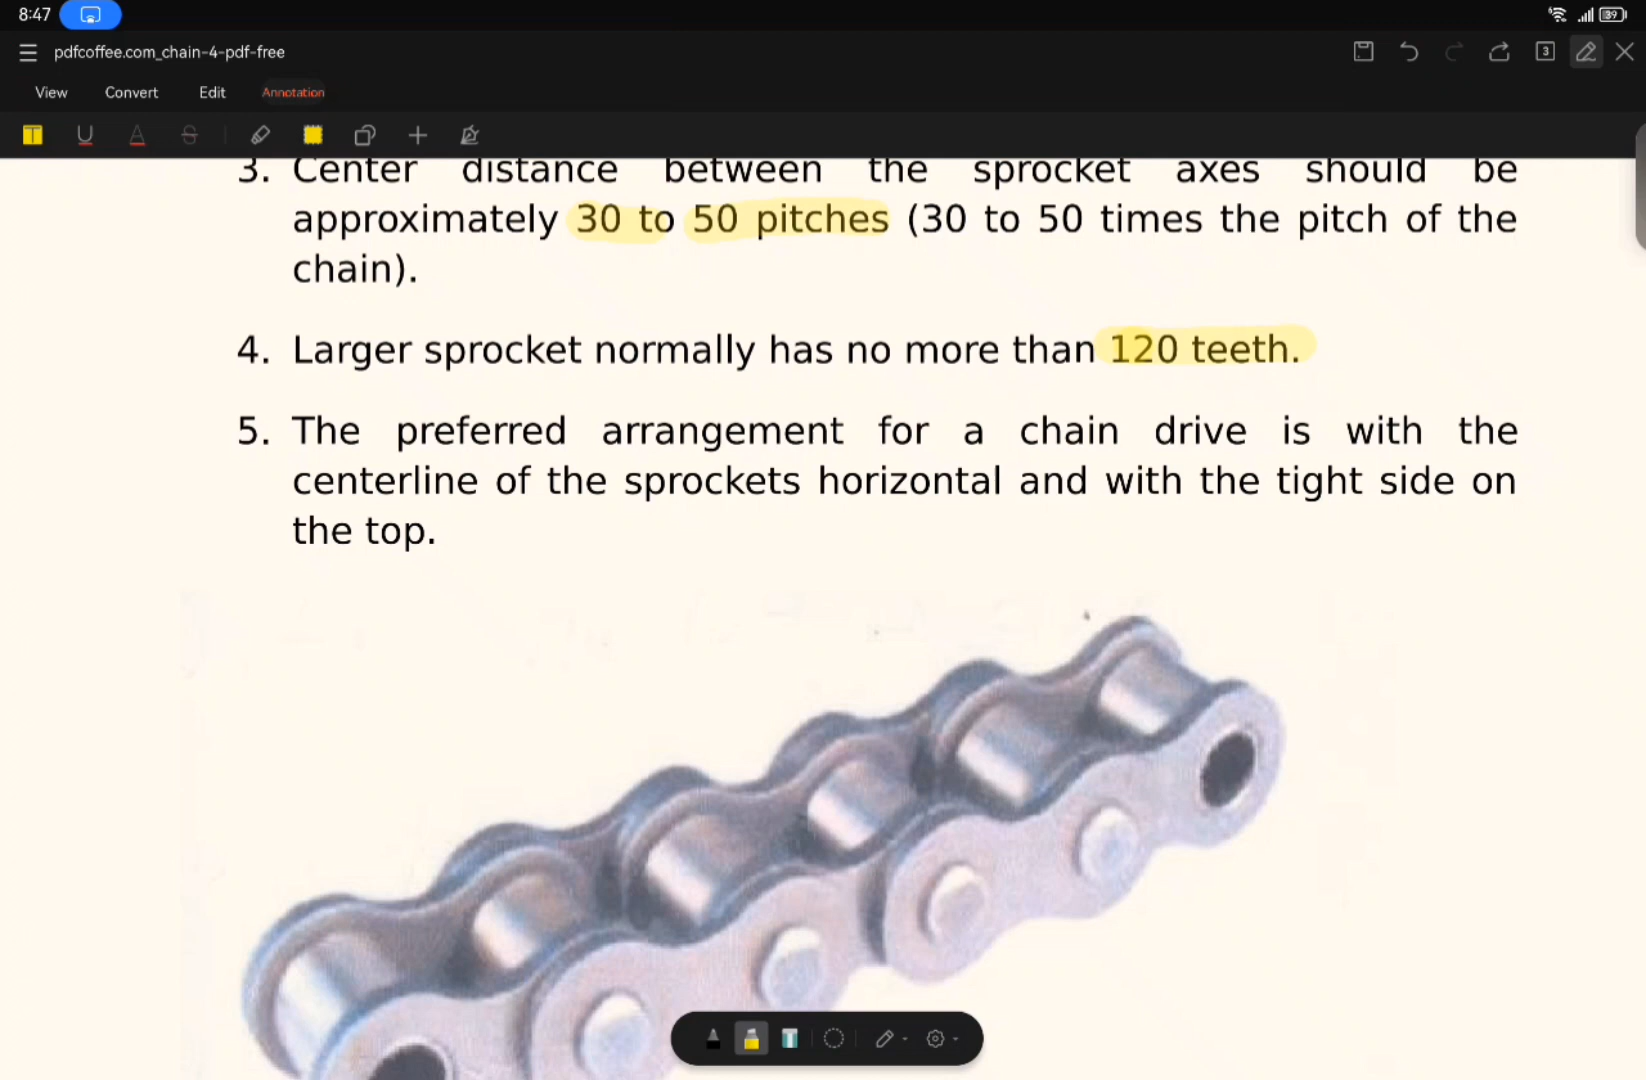 8:47
39
pdfcoffee.com_chain-4-pdf-free
3
View Convert Edit Annotation
T U A S
3. Center distance between the sprocket axes should be
approximately 30 to 50 pitches (30 to 50 times the pitch of the
chain).
4. Larger sprocket normally has no more than 120 teeth.
5. The preferred arrangement for a chain drive is with the
centerline of the sprockets horizontal and with the tight side on
the top.